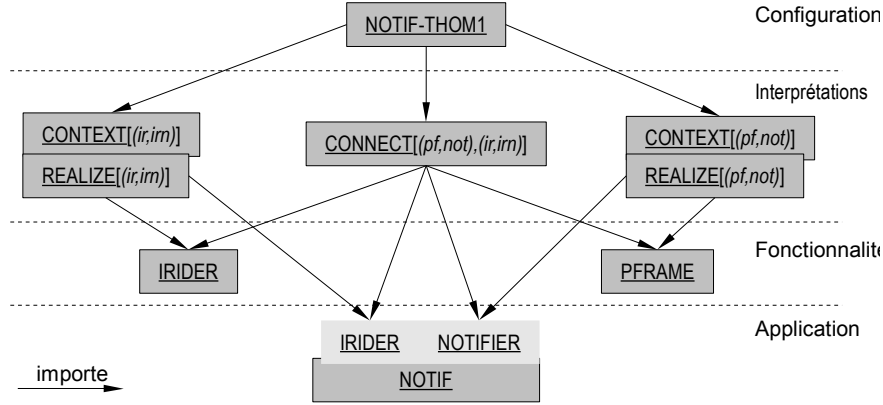 Configuration
NOTIF-THOM1
Interprétations
CONTEXT[(ir,irn)]
CONNECT[(pf,not),(ir,irn)]
CONTEXT[(pf,not)]
REALIZE[(ir,irn)]
REALIZE[(pf,not)]
Fonctionnalité
IRIDER
PFRAME
Application
IRIDER NOTIFIER
NOTIF
importe